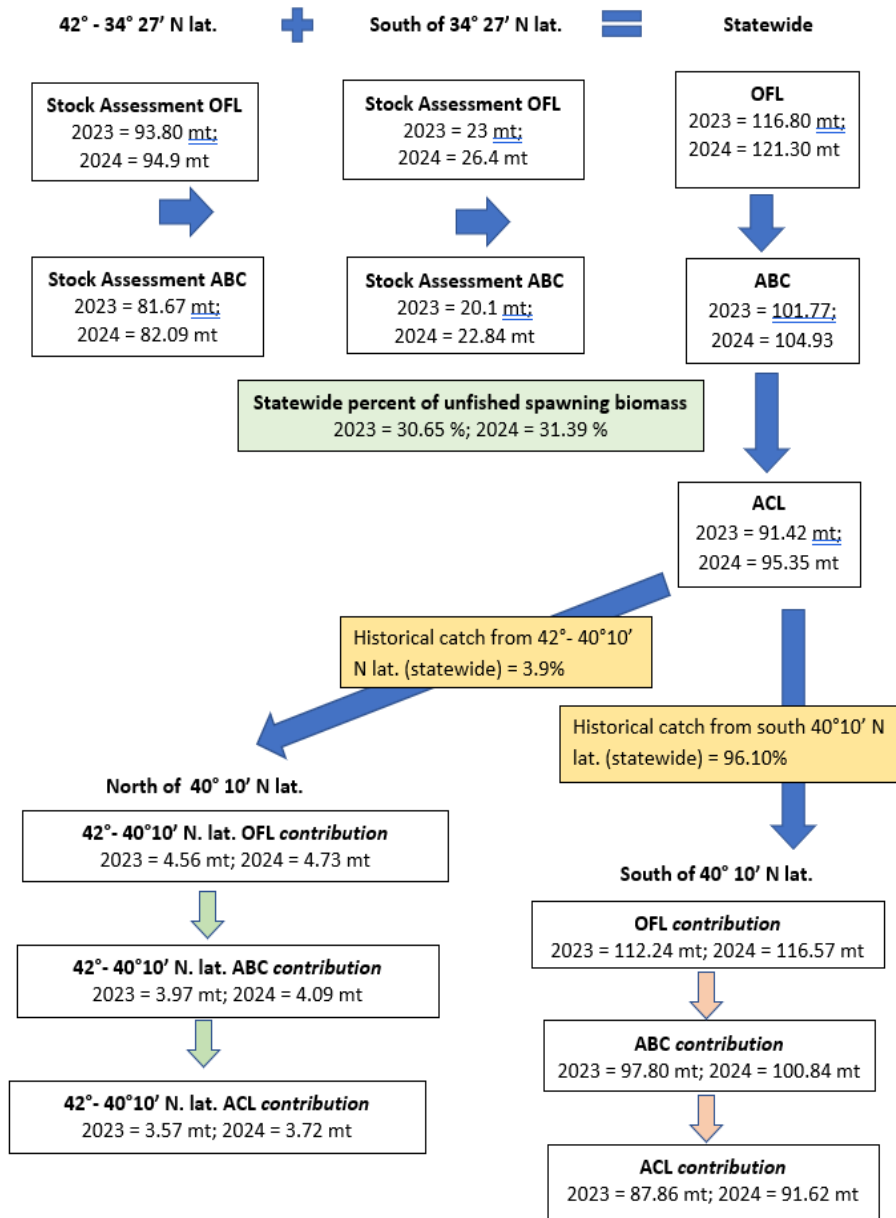 42° - 34° 27’ N lat.
South of 34° 27’ N lat.
Statewide
Stock Assessment OFL
2023 = 93.80 mt;
2024 = 94.9 mt
Stock Assessment OFL
2023 = 23 mt;
2024 = 26.4 mt
OFL
2023 = 116.80 mt;
2024 = 121.30 mt
Stock Assessment ABC
2023 = 81.67 mt;
2024 = 82.09 mt
Stock Assessment ABC
2023 = 20.1 mt;
2024 = 22.84 mt
ABC
2023 = 101.77;
2024 = 104.93
Statewide percent of unfished spawning biomass
2023 = 30.65 %; 2024 = 31.39 %
ACL
2023 = 91.42 mt;
2024 = 95.35 mt
Historical catch from 42°- 40°10’
N lat. (statewide) = 3.9%
Historical catch from south 40°10’ N
lat. (statewide) = 96.10%
North of 40° 10’ N lat.
42°- 40°10’ N. lat. OFL contribution
2023 = 4.56 mt; 2024 = 4.73 mt
42°- 40°10’ N. lat. ABC contribution
2023 = 3.97 mt; 2024 = 4.09 mt
42°- 40°10’ N. lat. ACL contribution
2023 = 3.57 mt; 2024 = 3.72 mt
South of 40° 10’ N lat.
OFL contribution
2023 = 112.24 mt; 2024 = 116.57 mt
ABC contribution
2023 = 97.80 mt; 2024 = 100.84 mt
ACL contribution
2023 = 87.86 mt; 2024 = 91.62 mt